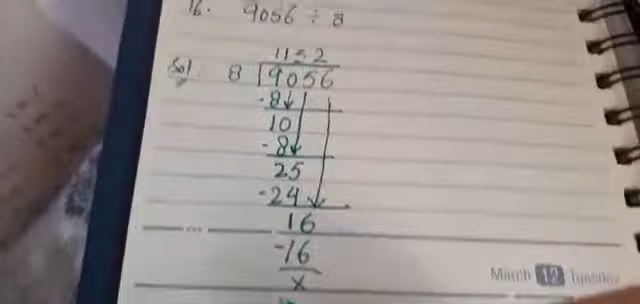 16. 9056 ÷ 8
1132
Sol 8 9056
-8
10
-8
25
-24
16
-16
x
March 12 Tuesday